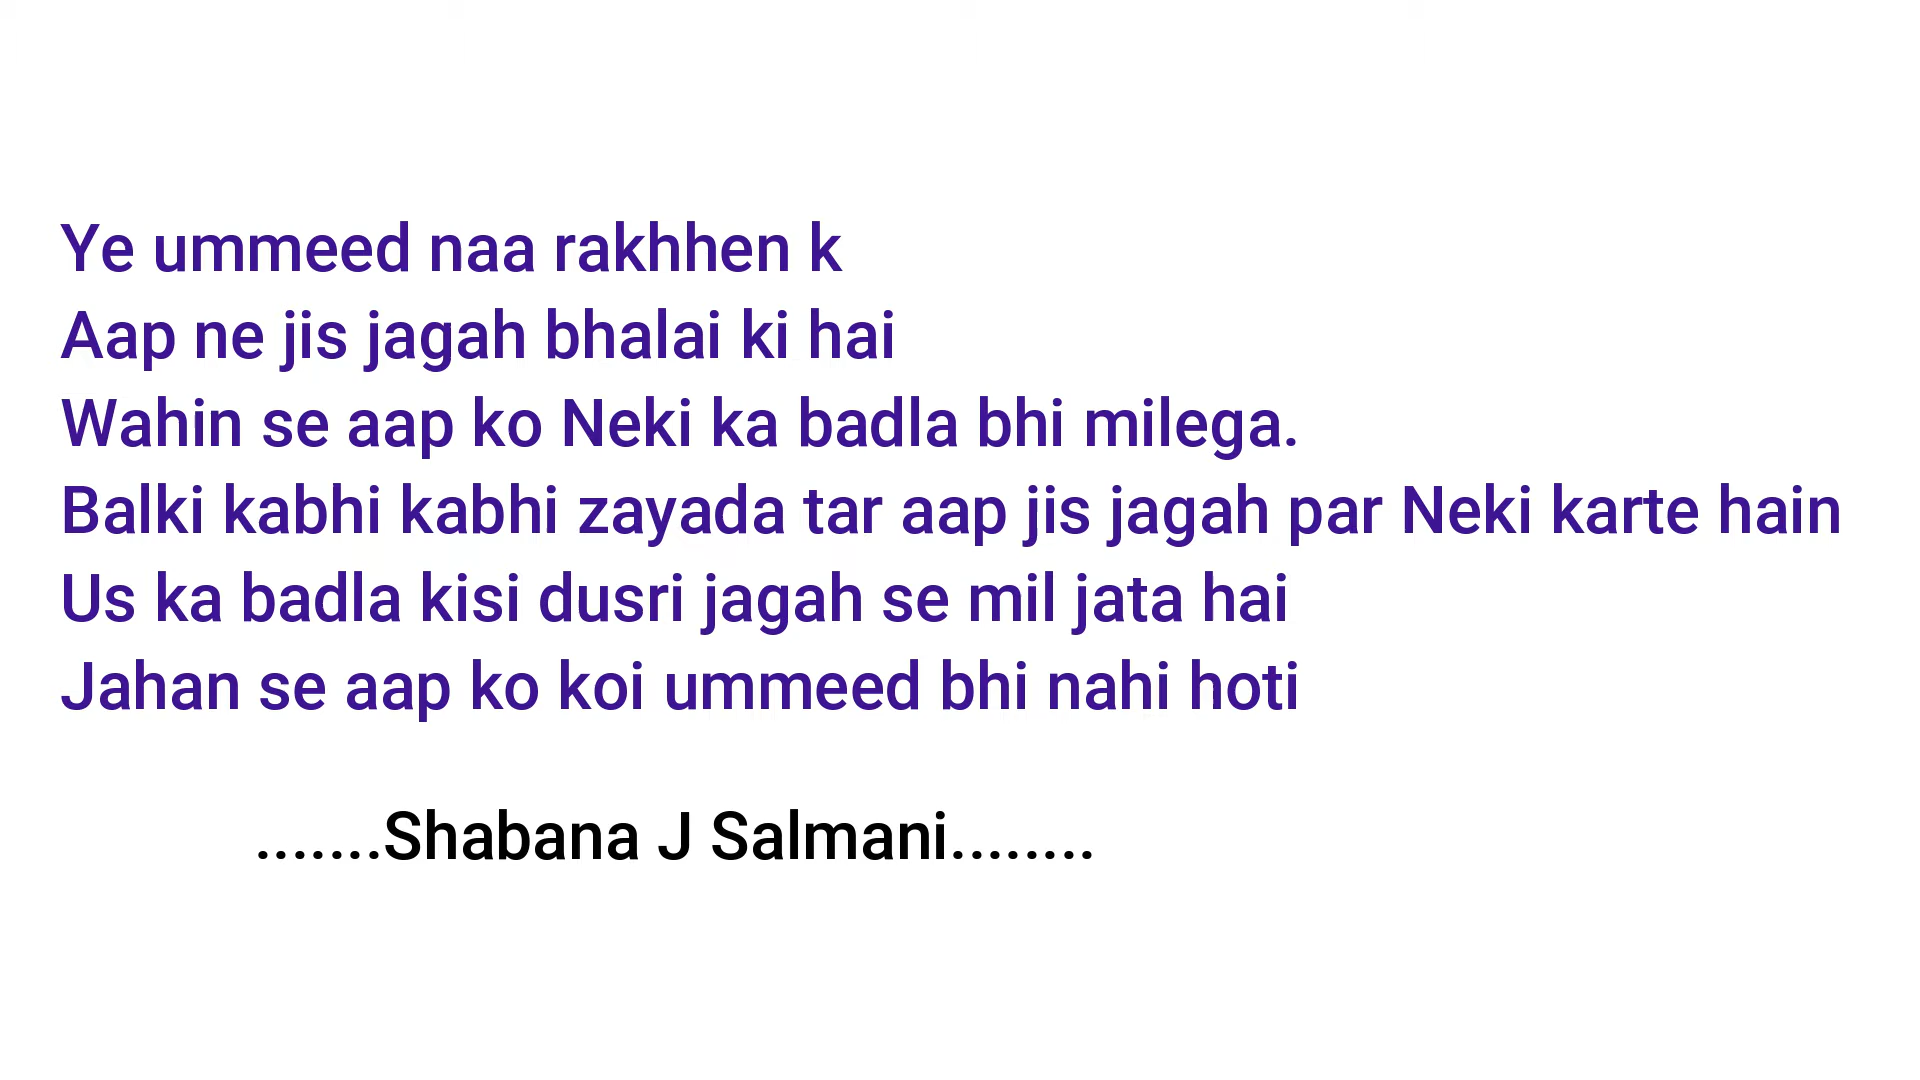 Ye ummeed naa rakhhen k
Aap ne jis jagah bhalai ki hai
Wahin se aap ko Neki ka badla bhi milega.
Balki kabhi kabhi zayada tar aap jis jagah par Neki karte hain
Us ka badla kisi dusri jagah se mil jata hai
Jahan se aap ko koi ummeed bhi nahi hoti
.......Shabana J Salmani........